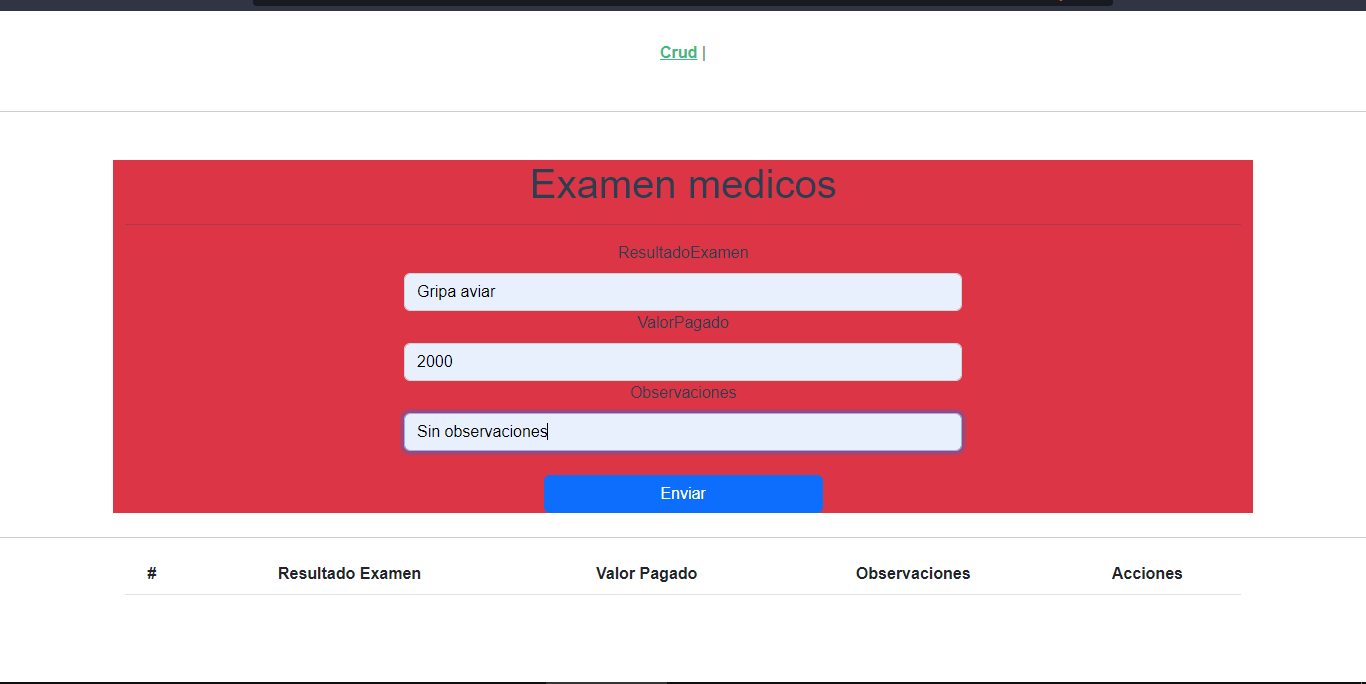 Crud |
Examen medicos
ResultadoExamen
Gripa aviar
ValorPagado
2000
Observaciones
Sin observaciones
Enviar
# Resultado Examen Valor Pagado Observaciones Acciones